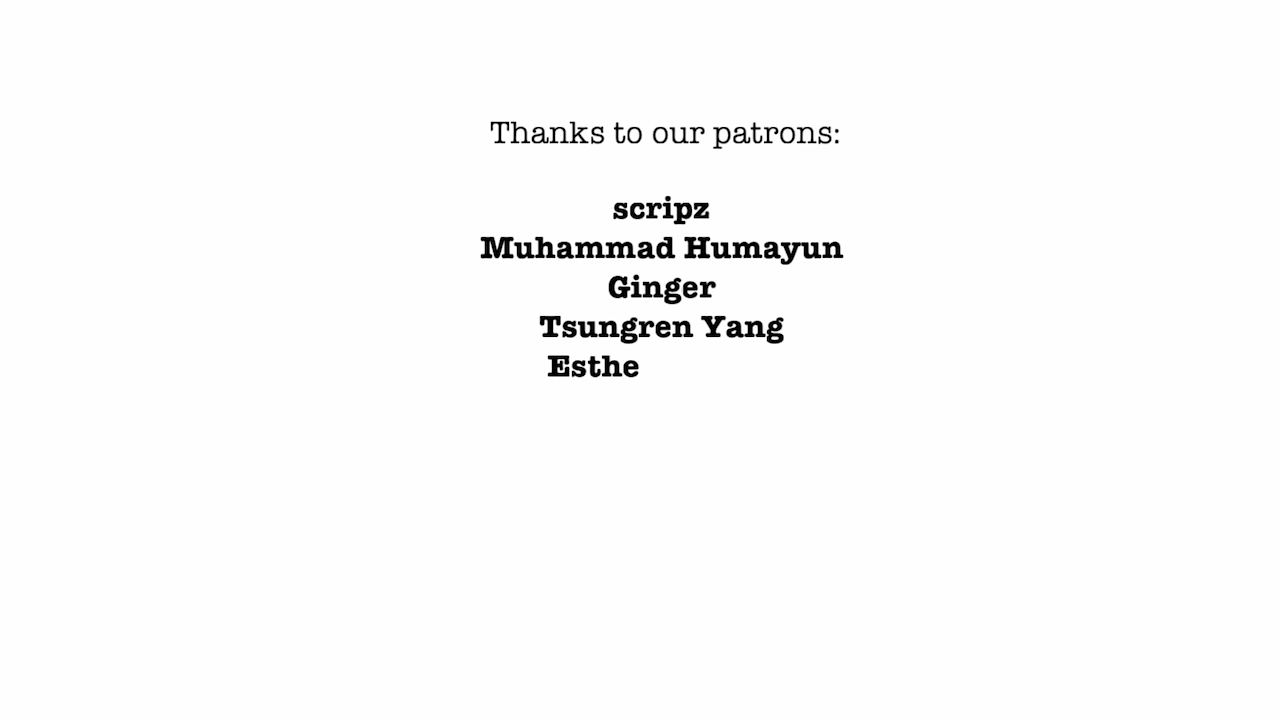 Thanks to our patrons:
scripz
Muhammad Humayun
Ginger
Tsungren Yang
Esthe